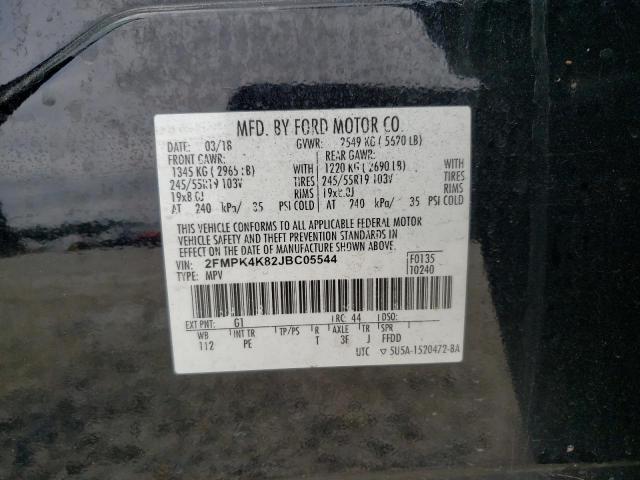 MFD. BY FORD MOTOR CO.
DATE: 03/18 GVWR: 2549 KG ( 5620 LB)
FRONT GAWR: REAR GAWR:
1345 KG (2965 LB) WITH 1220 KG (2690 LB) WITH
245/55R19 103V TIRES 245/55R19 103V TIRES
19x8.0J RIMS 19x8.0J RIMS
AT 240 kPa/ 35 PSI COLD AT 240 kPa/ 35 PSI COLD
THIS VEHICLE CONFORMS TO ALL APPLICABLE FEDERAL MOTOR
VEHICLE SAFETY AND THEFT PREVENTION STANDARDS IN
EFFECT ON THE DATE OF MANUFACTURE SHOWN ABOVE.
VIN: 2FMPK4K82JBC05544 F0135
TYPE: MPV 10240
EXT PNT: G1 RC: 44 DSO:
WB INT TR TP/PS R AXLE TR SPR
112 PE T 3F J FFDD
UTC ▽ 5U5A-1520472-BA